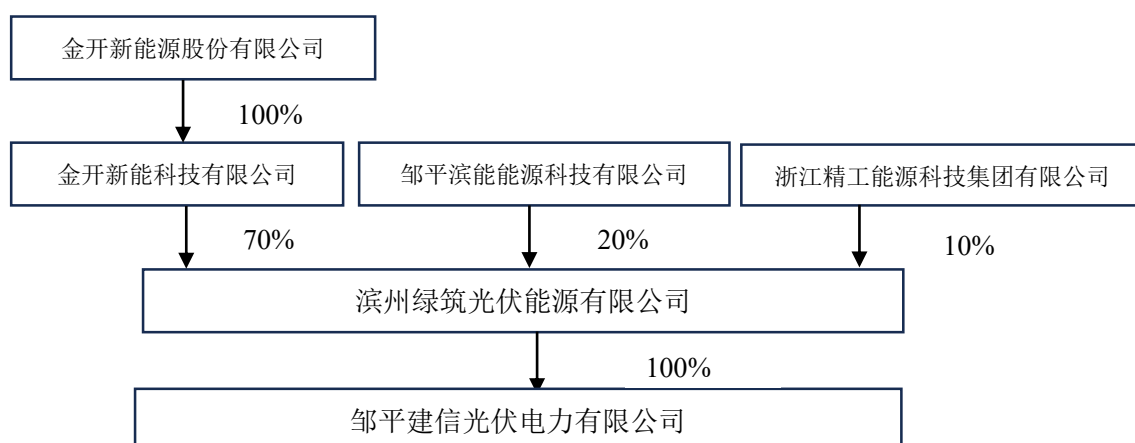 金开新能源股份有限公司
100%
金开新能科技有限公司
邹平滨能能源科技有限公司
浙江精工能源科技集团有限公司
70%
20%
10%
滨州绿筑光伏能源有限公司
100%
邹平建信光伏电力有限公司